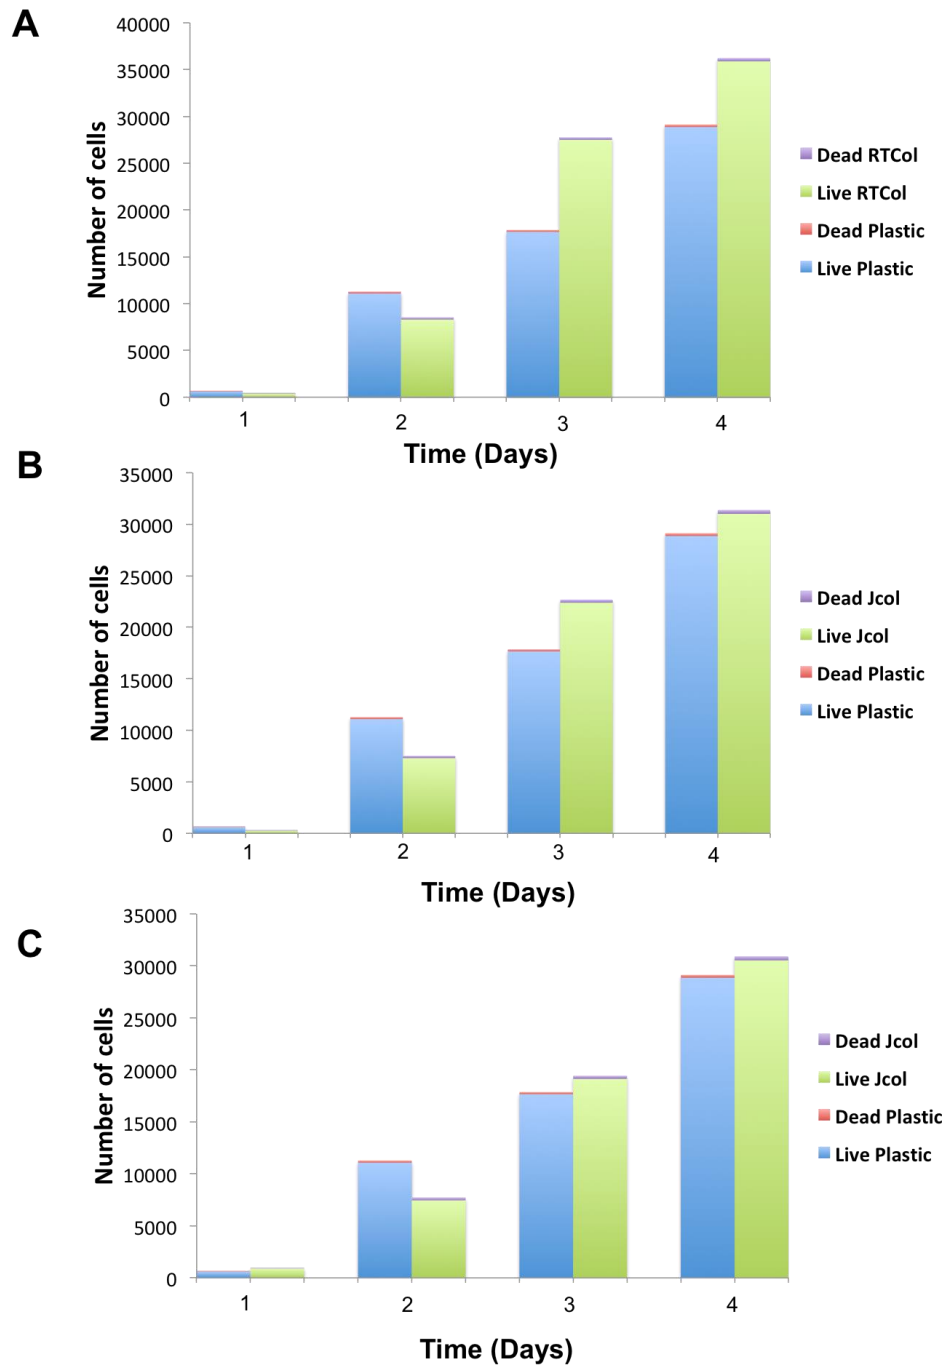 A
40000
35000
30000
25000
20000
15000
10000
5000
0
Number of cells
1 2 3 4
Time (Days)
Dead RTCol
Live RTCol
Dead Plastic
Live Plastic
B
35000
30000
25000
20000
15000
10000
5000
0
Number of cells
1 2 3 4
Time (Days)
Dead Jcol
Live Jcol
Dead Plastic
Live Plastic
C
35000
30000
25000
20000
15000
10000
5000
0
Number of cells
1 2 3 4
Time (Days)
Dead Jcol
Live Jcol
Dead Plastic
Live Plastic